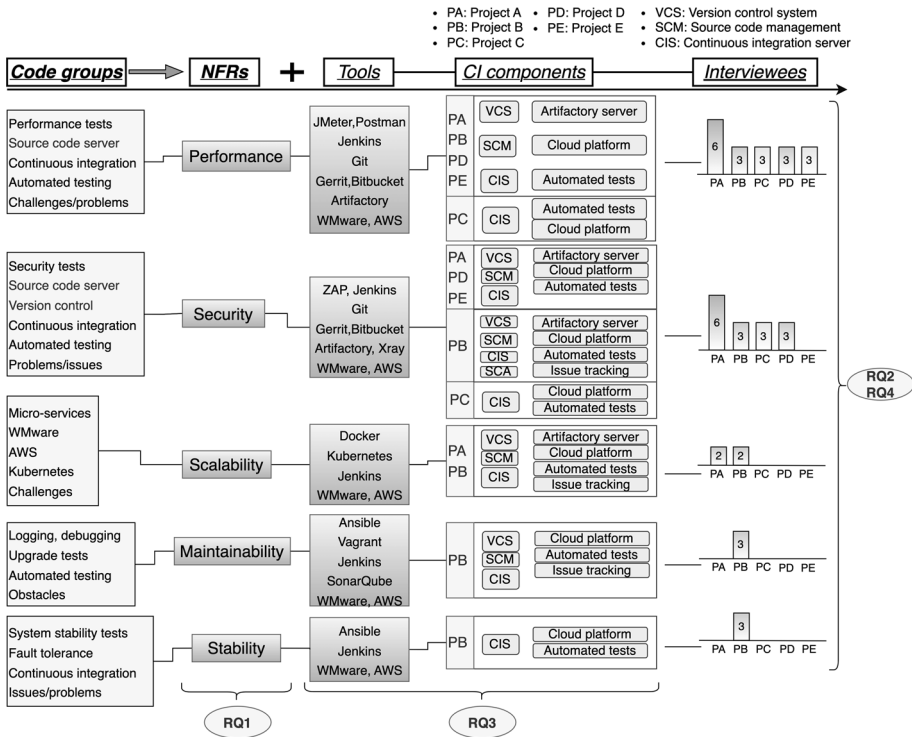 • PA: Project A • PD: Project D • VCS: Version control system
• PB: Project B • PE: Project E • SCM: Source code management
• PC: Project C • CIS: Continuous integration server
Code groups NFRs + Tools CI components Interviewees
Performance tests
Source code server
Continuous integration
Automated testing
Challenges/problems
Performance
JMeter,Postman
Jenkins
Git
Gerrit,Bitbucket
Artifactory
WMware, AWS
PA
PB
PD
PE
VCS Artifactory server
SCM Cloud platform
CIS Automated tests
PC
CIS
Automated tests
Cloud platform
6 3 3 3 3
PA PB PC PD PE
Security tests
Source code server
Version control
Continuous integration
Automated testing
Problems/issues
Security
ZAP, Jenkins
Git
Gerrit,Bitbucket
Artifactory, Xray
WMware, AWS
PA
PD
PE
VCS Artifactory server
SCM Cloud platform
CIS Automated tests
PB
VCS Artifactory server
SCM Cloud platform
CIS Automated tests
SCA Issue tracking
PC
CIS
Cloud platform
Automated tests
6 3 3 3
PA PB PC PD PE
RQ2
RQ4
Micro-services
WMware
AWS
Kubernetes
Challenges
Scalability
Docker
Kubernetes
Jenkins
WMware, AWS
PA
PB
VCS
SCM
CIS
Artifactory server
Cloud platform
Automated tests
Issue tracking
2 2
PA PB PC PD PE
Logging, debugging
Upgrade tests
Automated testing
Obstacles
Maintainability
Ansible
Vagrant
Jenkins
SonarQube
WMware, AWS
PB
VCS
SCM
CIS
Cloud platform
Automated tests
Issue tracking
3
PA PB PC PD PE
System stability tests
Fault tolerance
Continuous integration
Issues/problems
Stability
Ansible
Jenkins
WMware, AWS
PB
CIS
Cloud platform
Automated tests
3
PA PB PC PD PE
RQ1 RQ3